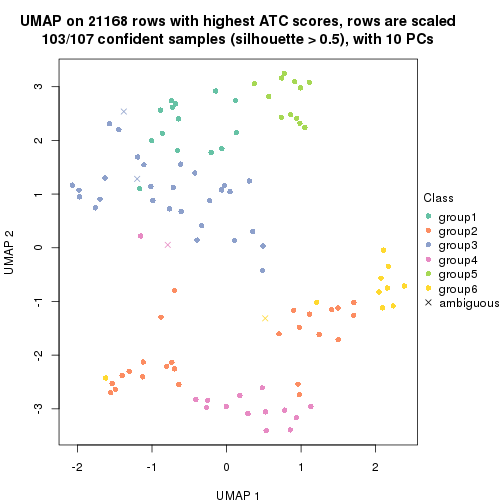 UMAP on 21168 rows with highest ATC scores, rows are scaled
103/107 confident samples (silhouette > 0.5), with 10 PCs
3
2
1
0
-1
-2
-3
UMAP 2
-2
-1
0
1
2
UMAP 1
Class
group1
group2
group3
group4
group5
group6
ambiguous